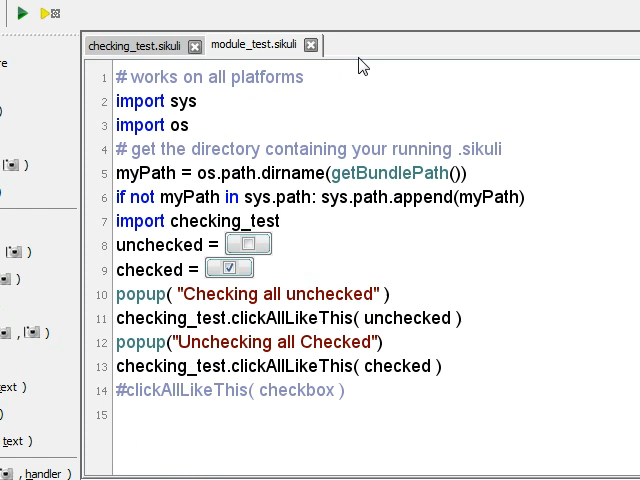 checking_test.sikuli
module_test.sikuli
re
)
)
)
)
, )
ext )
)
text )
, handler )
1 # works on all platforms
2 import sys
3 import os
4 # get the directory containing your running .sikuli
5 myPath = os.path.dirname(getBundlePath())
6 if not myPath in sys.path: sys.path.append(myPath)
7 import checking_test
8 unchecked =
9 checked =
10 popup( "Checking all unchecked" )
11 checking_test.clickAllLikeThis( unchecked )
12 popup("Unchecking all Checked")
13 checking_test.clickAllLikeThis( checked )
14 #clickAllLikeThis( checkbox )
15